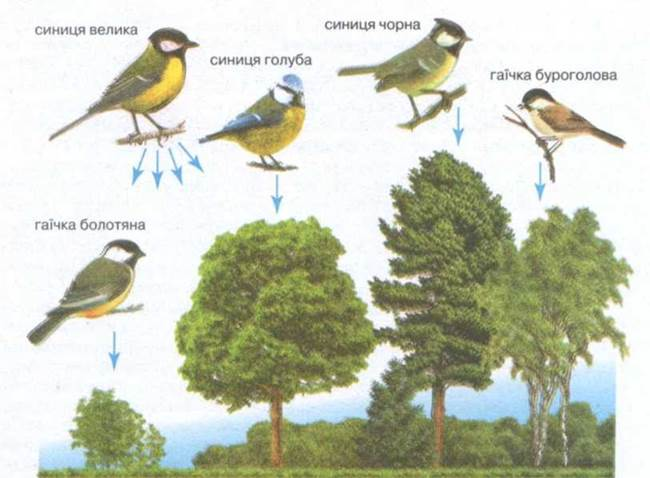 синиця велика
синиця голуба
синиця чорна
гаїчка буроголова
гаїчка болотяна